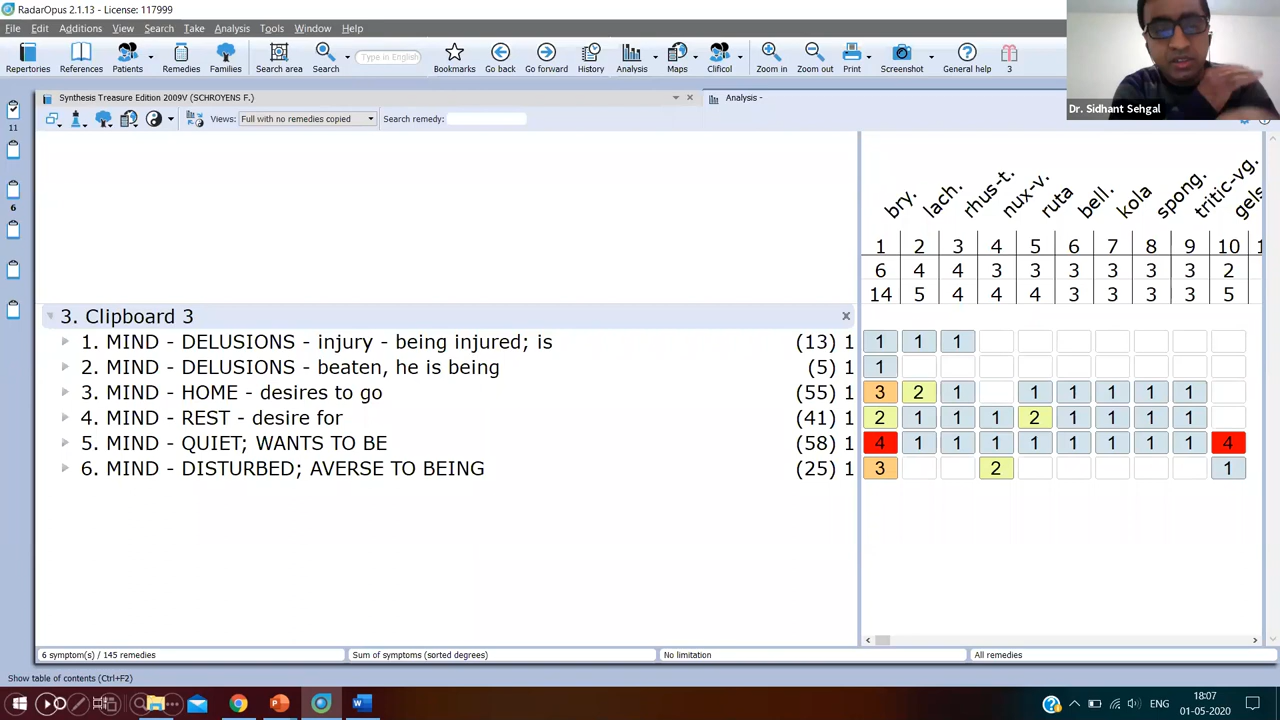 RadarOpus 2.1.13 - License: 117999
File Edit Additions View Search Take Analysis Tools Window Help
Repertories References Patients Remedies Families Search area Search Type in English Bookmarks Go back Go forward History Analysis Maps Clificol Zoom in Zoom out Print Screenshot General help 3
Dr. Sidhant Sehgal
Synthesis Treasure Edition 2009V (SCHROYENS F.) Analysis -
Views: Full with no remedies copied Search remedy:
11
6
bry. lach. rhus-t. nux-v. ruta bell. kola spong. tritic-vg. gels
1 2 3 4 5 6 7 8 9 10 1
6 4 4 3 3 3 3 3 3 2
14 5 4 4 4 3 3 3 3 5
3. Clipboard 3 x
1. MIND - DELUSIONS - injury - being injured; is (13) 1 1 1 1
2. MIND - DELUSIONS - beaten, he is being (5) 1 1
3. MIND - HOME - desires to go (55) 1 3 2 1 1 1 1 1 1
4. MIND - REST - desire for (41) 1 2 1 1 1 2 1 1 1 1
5. MIND - QUIET; WANTS TO BE (58) 1 4 1 1 1 1 1 1 1 1 4
6. MIND - DISTURBED; AVERSE TO BEING (25) 1 3 2 1
6 symptom(s) / 145 remedies Sum of symptoms (sorted degrees) No limitation All remedies
Show table of contents (Ctrl+F2)
ENG
18:07
01-05-2020